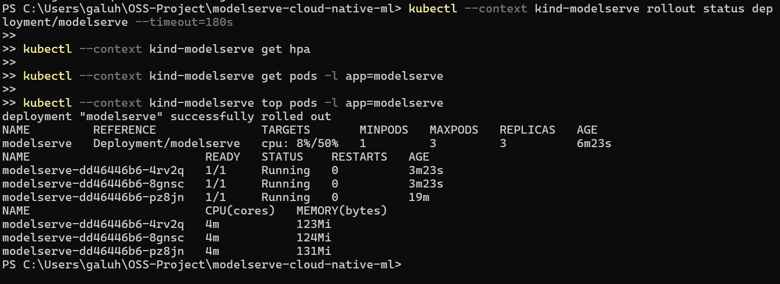 PS C:\Users\galuh\OSS-Project\modelserve-cloud-native-ml> kubectl --context kind-modelserve rollout status dep
loyment/modelserve --timeout=180s
>>
>> kubectl --context kind-modelserve get hpa
>>
>> kubectl --context kind-modelserve get pods -l app=modelserve
>>
>> kubectl --context kind-modelserve top pods -l app=modelserve
deployment "modelserve" successfully rolled out
NAME         REFERENCE               TARGETS       MINPODS   MAXPODS   REPLICAS   AGE
modelserve   Deployment/modelserve   cpu: 8%/50%   1         3         3          6m23s
NAME                         READY   STATUS    RESTARTS   AGE
modelserve-dd46446b6-4rv2q   1/1     Running   0          3m23s
modelserve-dd46446b6-8gnsc   1/1     Running   0          3m23s
modelserve-dd46446b6-pz8jn   1/1     Running   0          19m
NAME                         CPU(cores)   MEMORY(bytes)
modelserve-dd46446b6-4rv2q   4m           123Mi
modelserve-dd46446b6-8gnsc   4m           124Mi
modelserve-dd46446b6-pz8jn   4m           131Mi
PS C:\Users\galuh\OSS-Project\modelserve-cloud-native-ml>